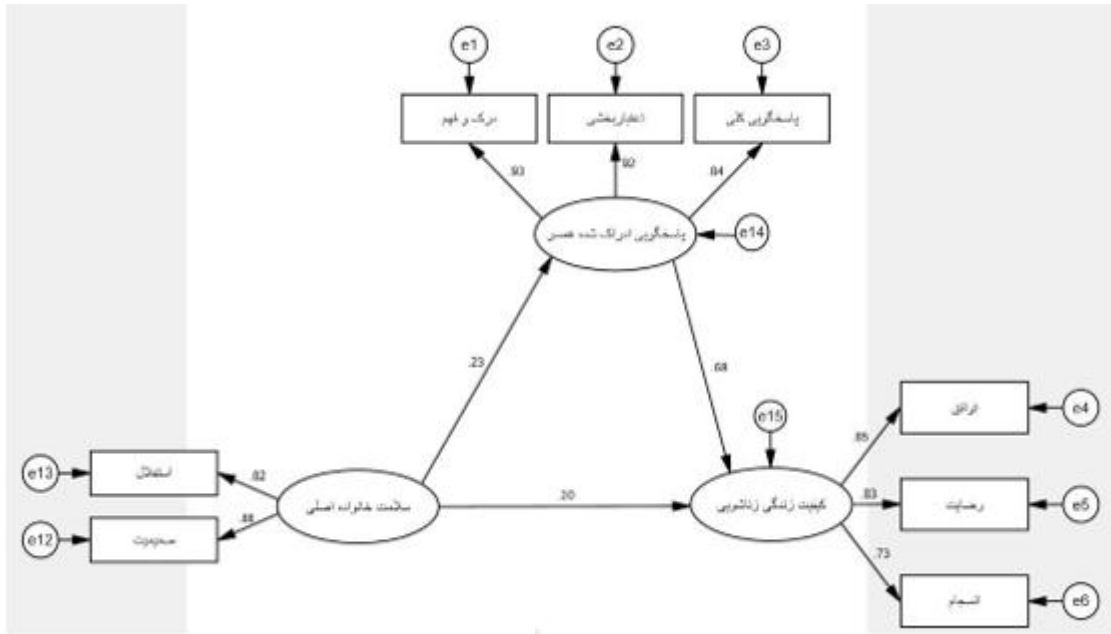 e1
e2
e3
درک و فهم
اعتباربخشی
پاسخگویی کلی
.93
.92
.84
پاسخگویی ادراک شده همسر
e14
.23
.68
e15
توافق
e4
.85
e13
استقلال
.82
سلامت خانواده اصلی
.20
کیفیت زندگی زناشویی
.83
رضایت
e5
e12
صمیمیت
.88
.73
انسجام
e6